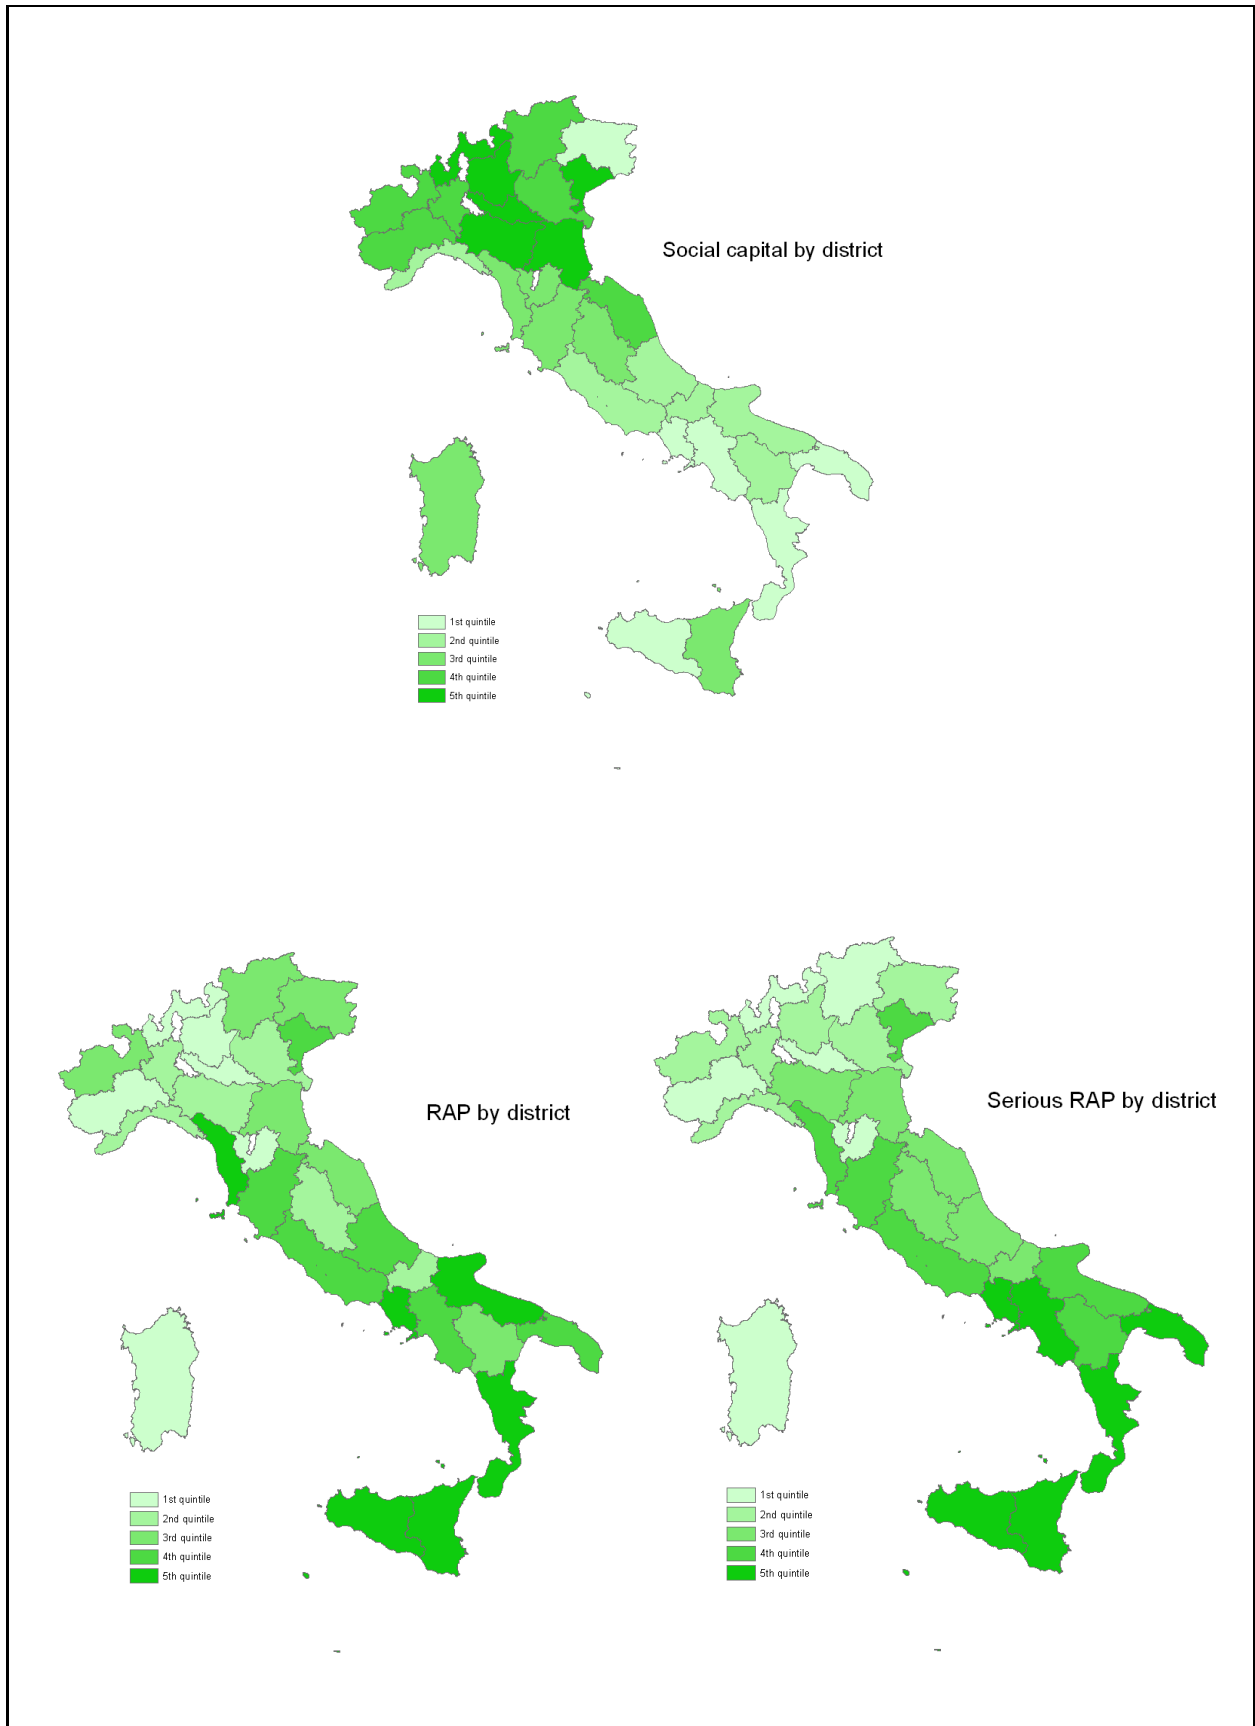 Social capital by district
1st quintile
2nd quintile
3rd quintile
4th quintile
5th quintile
RAP by district
1st quintile
2nd quintile
3rd quintile
4th quintile
5th quintile
Serious RAP by district
1st quintile
2nd quintile
3rd quintile
4th quintile
5th quintile